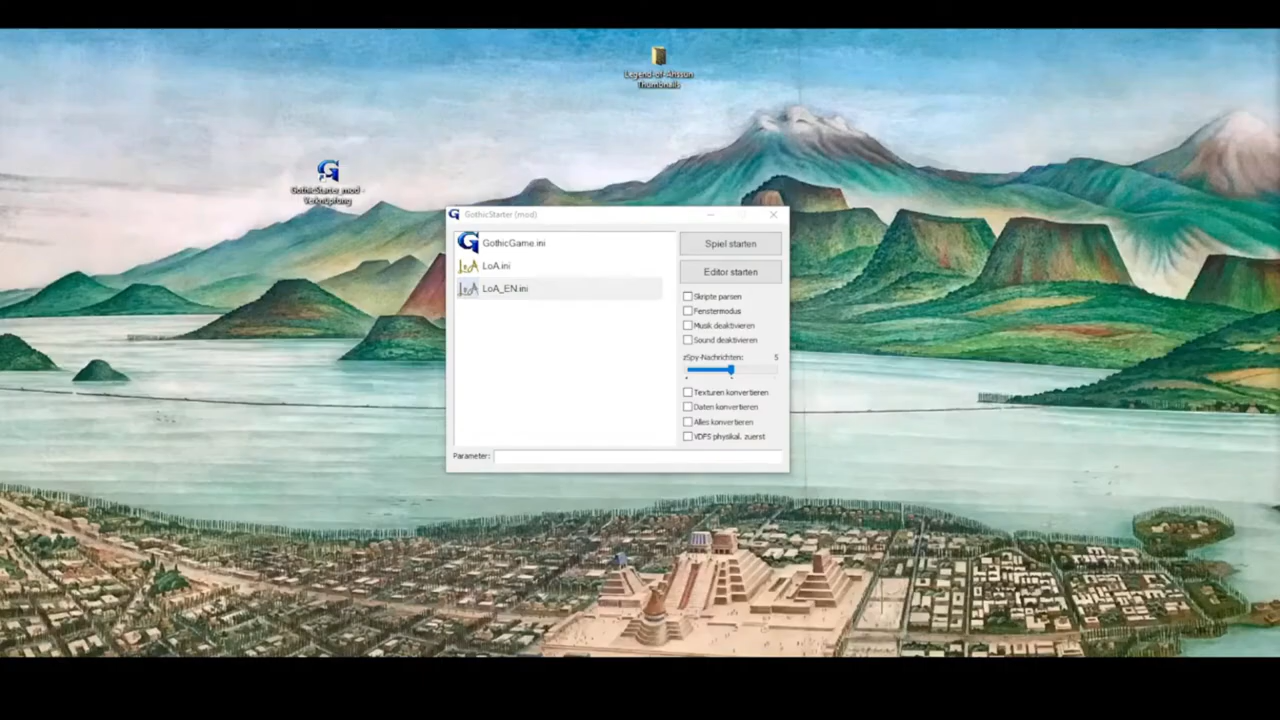 Legend-of-Ahssun
Thumbnails
GothicStarter_mod -
Verknüpfung
GothicStarter (mod)
GothicGame.ini
LoA.ini
LoA_EN.ini
Spiel starten
Editor starten
Skripte parsen
Fenstermodus
Musik deaktivieren
Sound deaktivieren
zSpy-Nachrichten: 5
Texturen konvertieren
Daten konvertieren
Alles konvertieren
VDFS physikal. zuerst
Parameter: